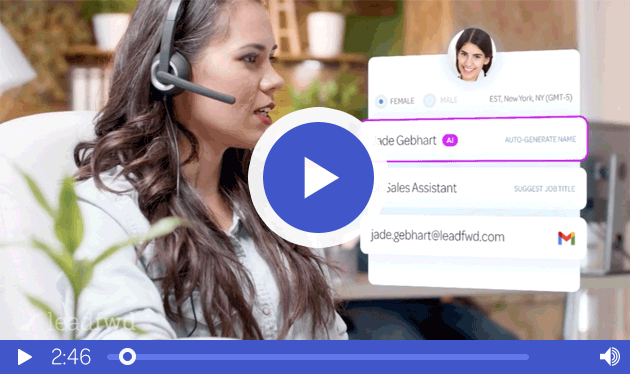 FEMALE
MALE
EST, New York, NY (GMT-5)
Gebhart
AI
AUTO-GENERATE NAME
Sales Assistant
SUGGEST JOB TITLE
jade.gebhart@leadfwd.com
leadfwd
2:46